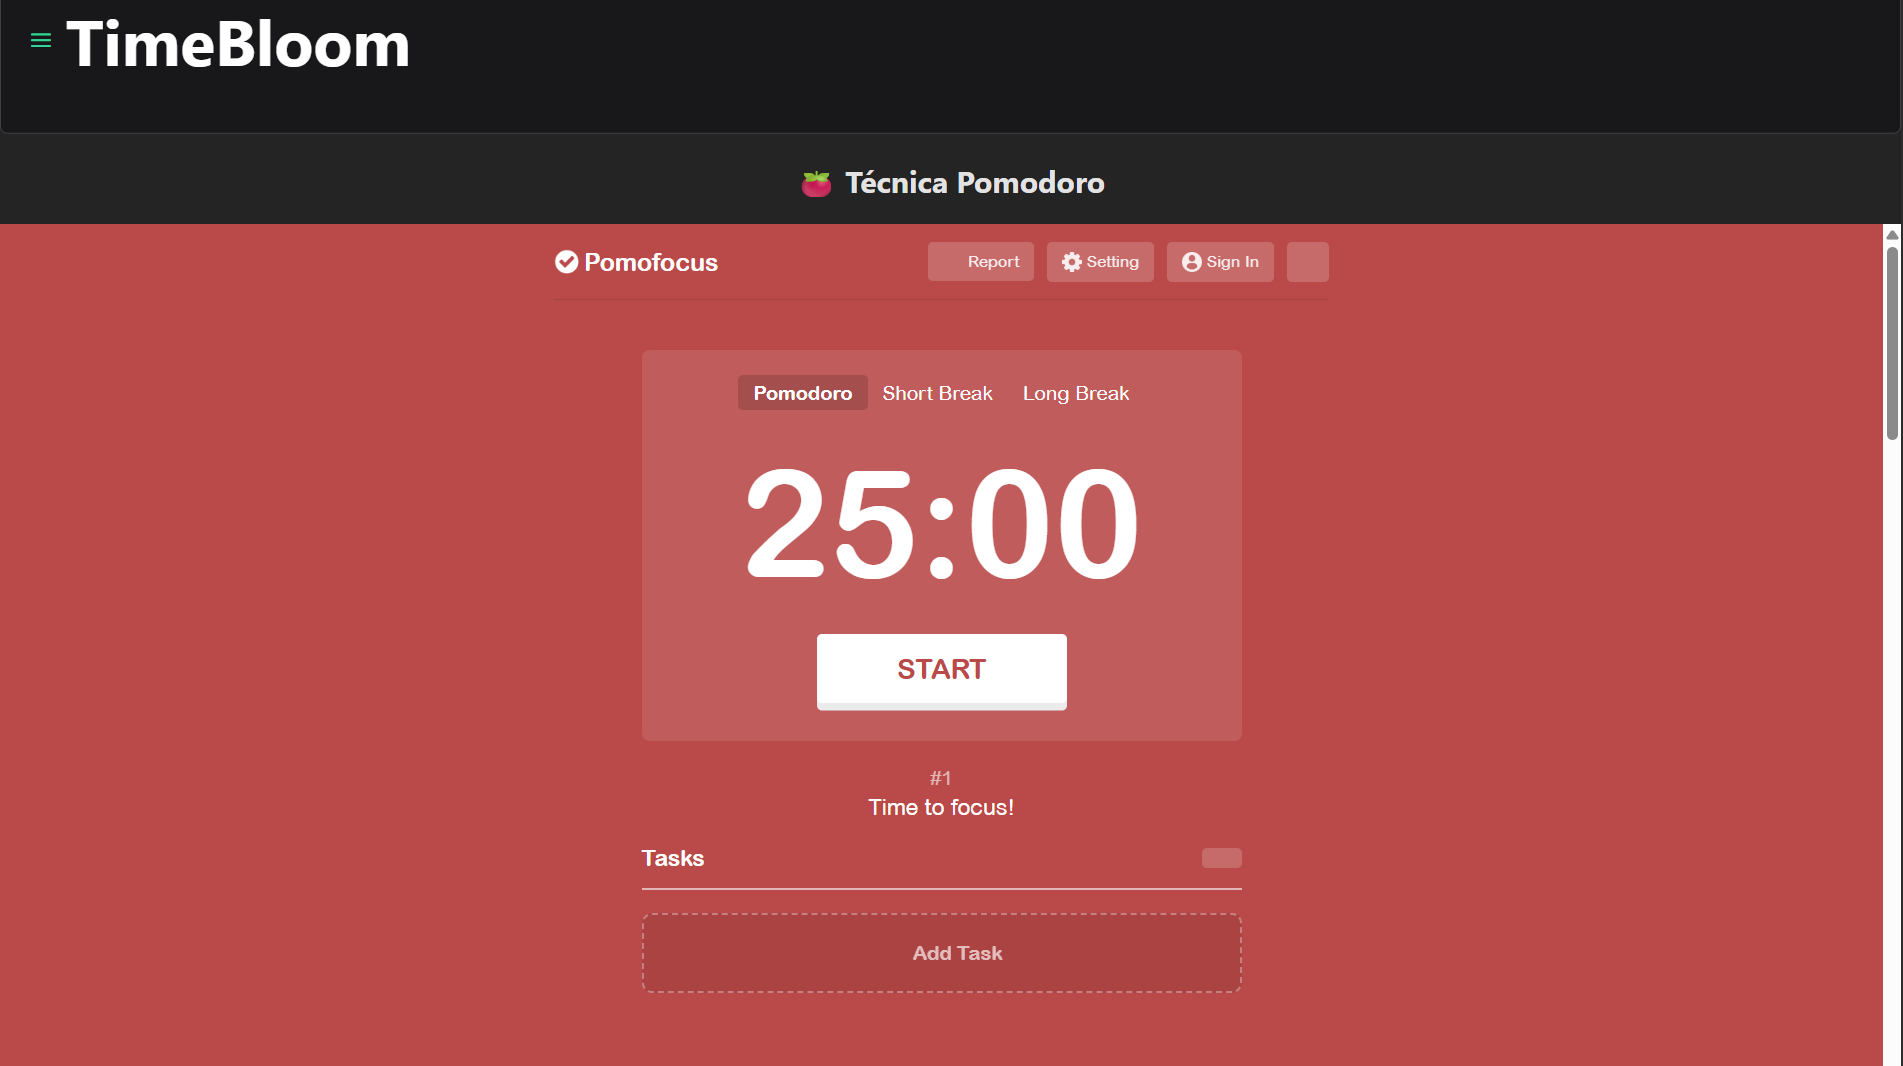 TimeBloom
Técnica Pomodoro
Pomofocus
Report
Setting
Sign In
Pomodoro
Short Break
Long Break
25:00
START
#1
Time to focus!
Tasks
Add Task